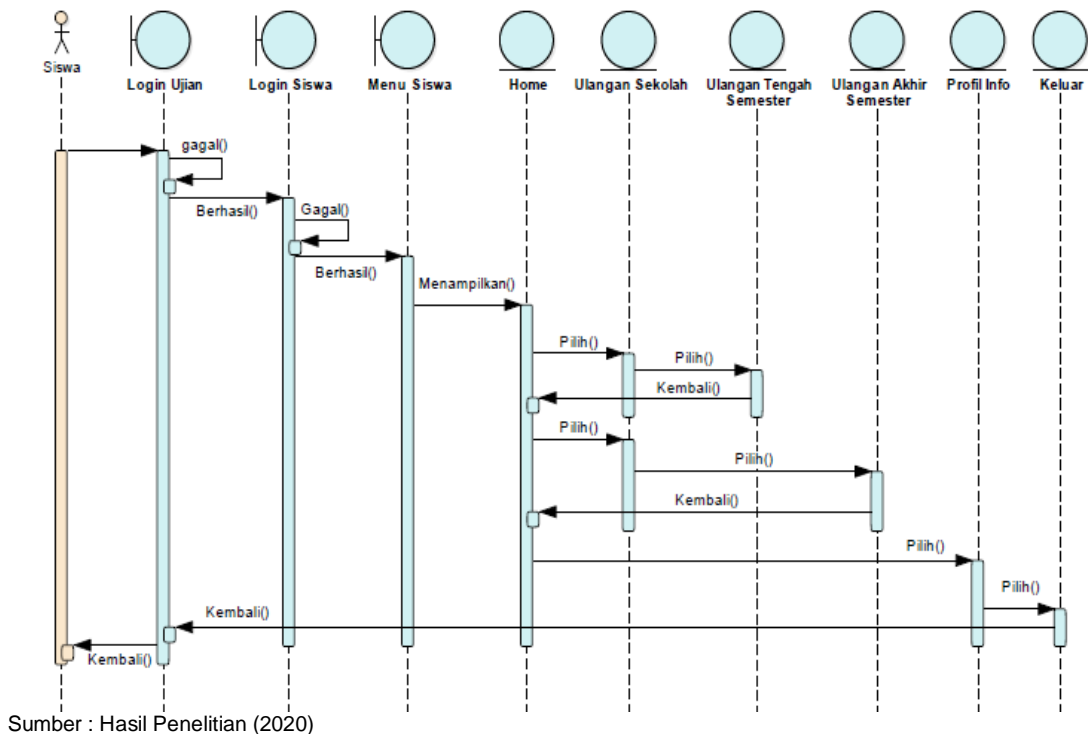 Siswa
Login Ujian
Login Siswa
Menu Siswa
Home
Ulangan Sekolah
Ulangan Tengah
Semester
Ulangan Akhir
Semester
Profil Info
Keluar
gagal()
Berhasil()
Gagal()
Berhasil()
Menampilkan()
Pilih()
Pilih()
Kembali()
Pilih()
Pilih()
Kembali()
Pilih()
Pilih()
Kembali()
Kembali()
Sumber : Hasil Penelitian (2020)